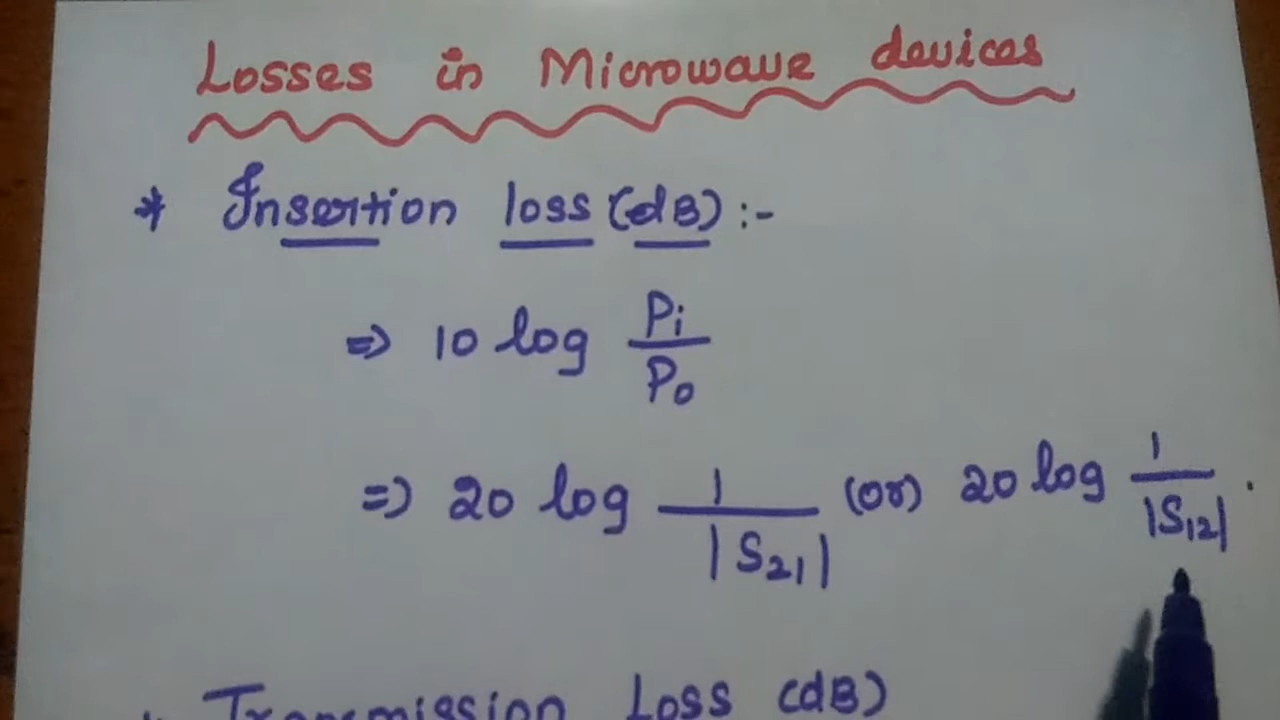 Losses in Microwave devices
* Insertion loss (dB) :-
⇒ 10 log Pi/Po
⇒ 20 log 1/|S21| (or) 20 log 1/|S12| .
* Transmission Loss (dB)